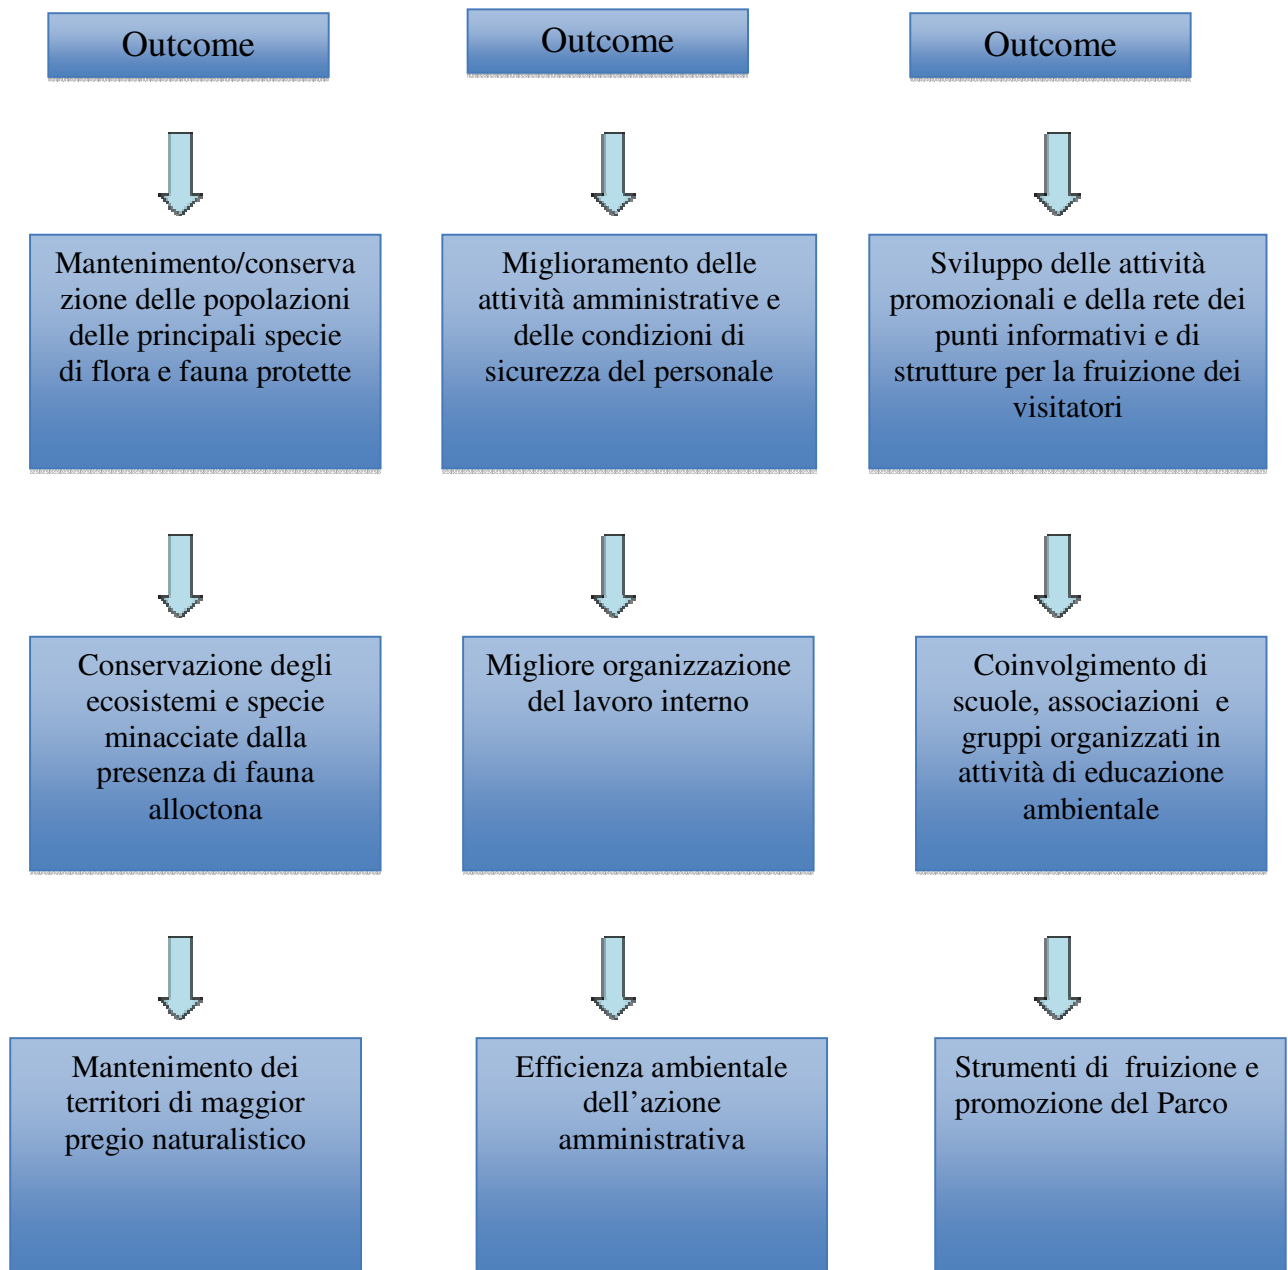 Outcome
Outcome
Outcome
Mantenimento/conserva
zione delle popolazioni
delle principali specie
di flora e fauna protette
Miglioramento delle
attività amministrative e
delle condizioni di
sicurezza del personale
Sviluppo delle attività
promozionali e della rete dei
punti informativi e di
strutture per la fruizione dei
visitatori
Conservazione degli
ecosistemi e specie
minacciate dalla
presenza di fauna
alloctona
Migliore organizzazione
del lavoro interno
Coinvolgimento di
scuole, associazioni e
gruppi organizzati in
attività di educazione
ambientale
Mantenimento dei
territori di maggior
pregio naturalistico
Efficienza ambientale
dell’azione
amministrativa
Strumenti di fruizione e
promozione del Parco